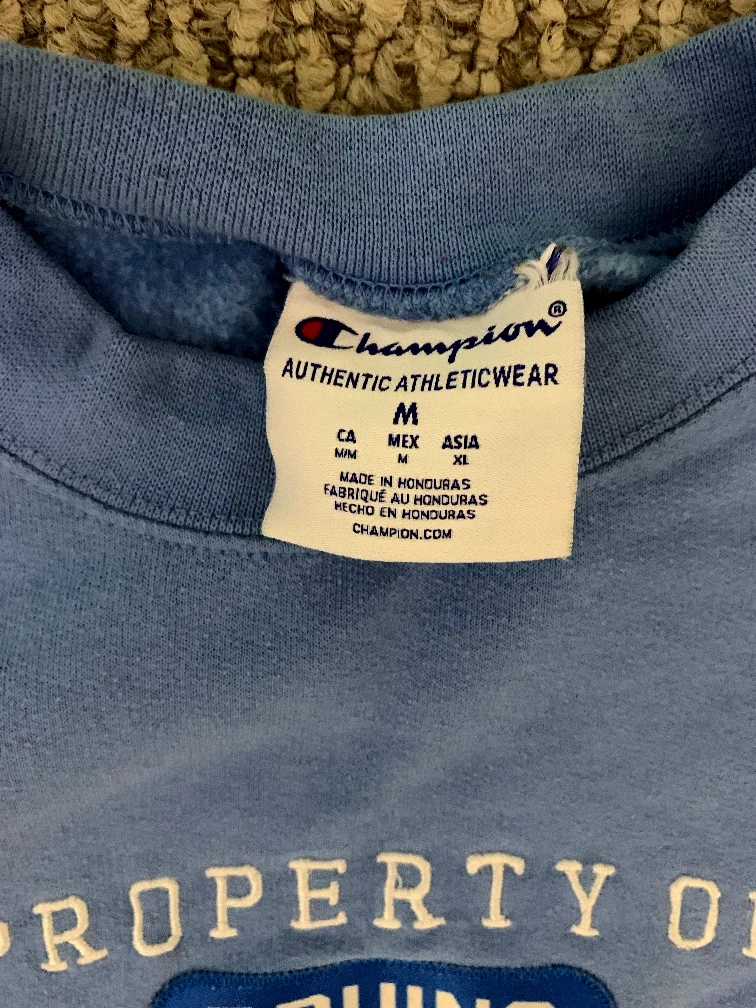 Champion®
AUTHENTIC ATHLETICWEAR
M
CA MEX ASIA
M/M M XL
MADE IN HONDURAS
FABRIQUÉ AU HONDURAS
HECHO EN HONDURAS
CHAMPION.COM
PROPERTY OF